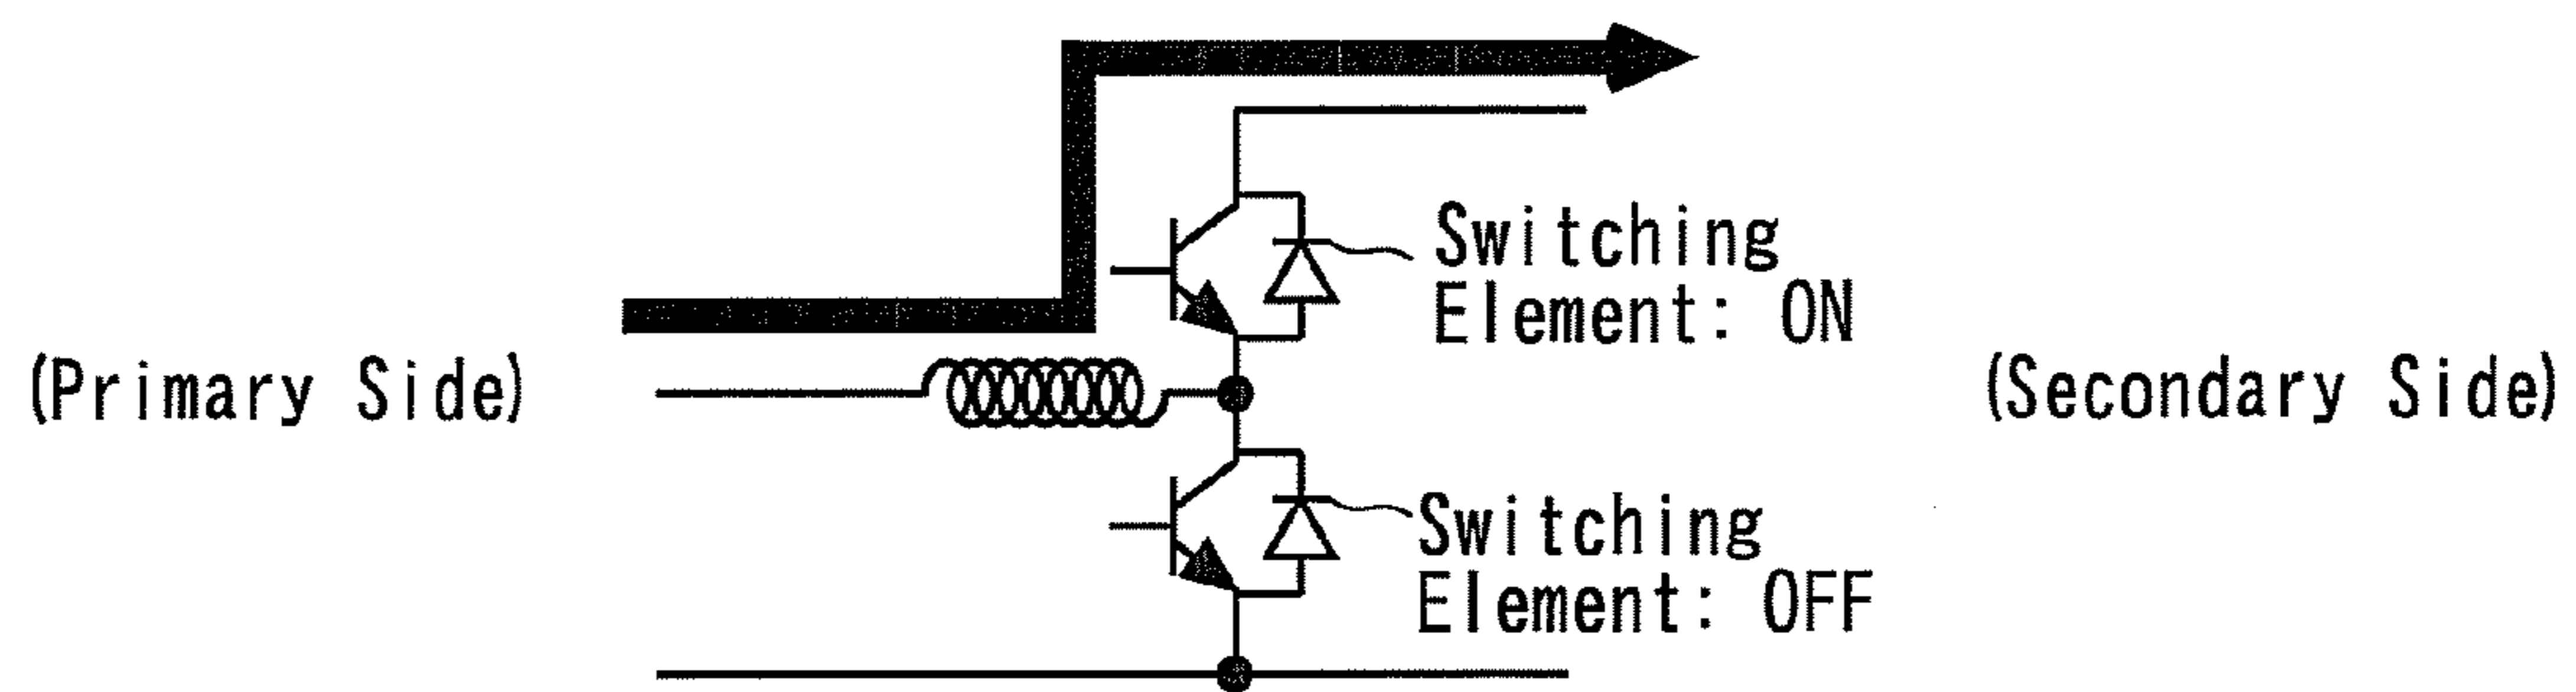 Switching
Element: ON
(Primary Side)
(Secondary Side)
Switching
Element: OFF